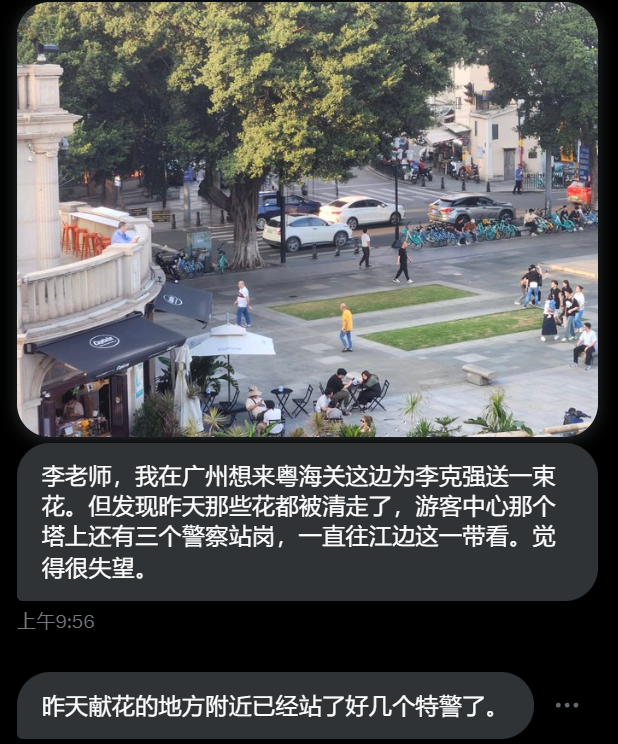 李老师，我在广州想来粤海关这边为李克强送一束
花。但发现昨天那些花都被清走了，游客中心那个
塔上还有三个警察站岗，一直往江边这一带看。觉
得很失望。
上午9:56
昨天献花的地方附近已经站了好几个特警了。